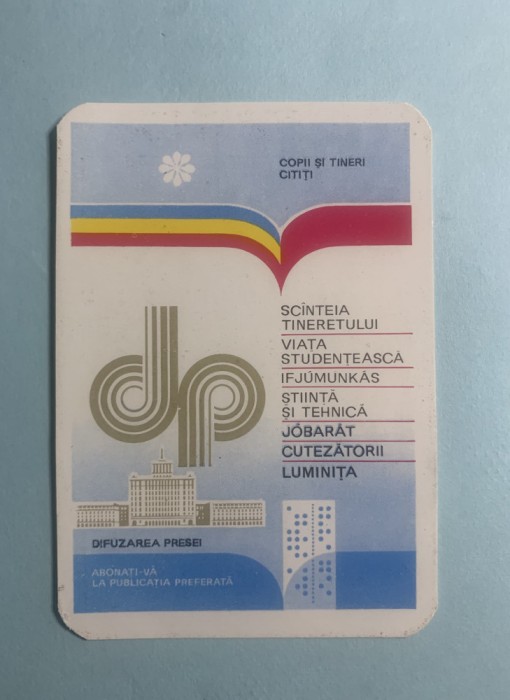 COPII ȘI TINERI
CITIȚI
SCÎNTEIA
TINERETULUI
VIAȚA
STUDENȚEASCĂ
IFJÚMUNKÁS
ȘTIINȚĂ
ȘI TEHNICĂ
JÓBARÁT
CUTEZĂTORII
LUMINIȚA
dp
DIFUZAREA PRESEI
ABONAȚI-VĂ
LA PUBLICAȚIA PREFERATĂ